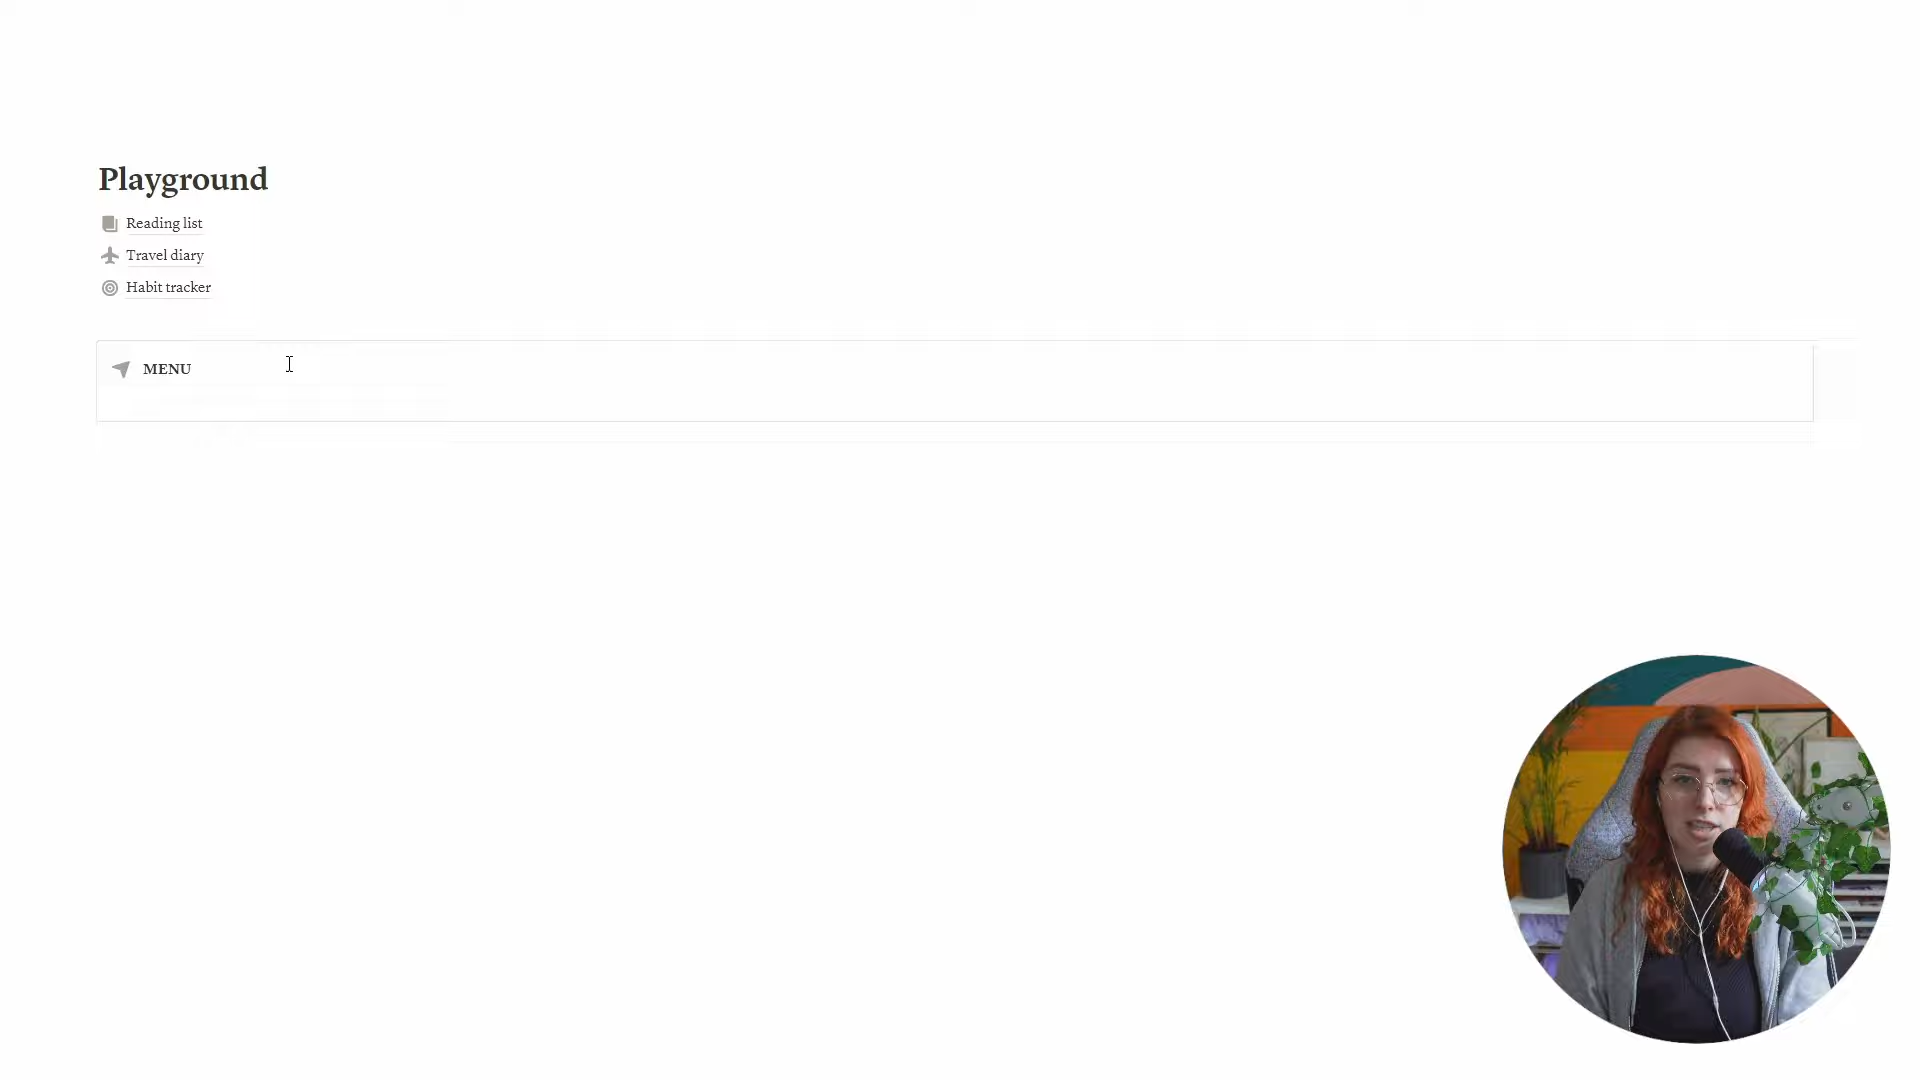 Playground
Reading list
Travel diary
Habit tracker
MENU